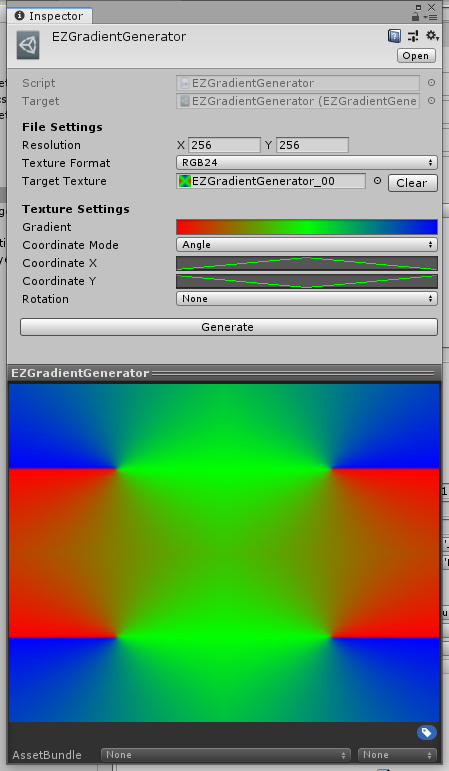 Inspector
EZGradientGenerator
Open
Script EZGradientGenerator
Target EZGradientGenerator (EZGradientGene
File Settings
Resolution X 256 Y 256
Texture Format RGB24
Target Texture EZGradientGenerator_00 Clear
Texture Settings
Gradient
Coordinate Mode Angle
Coordinate X
Coordinate Y
Rotation None
Generate
EZGradientGenerator
AssetBundle None None